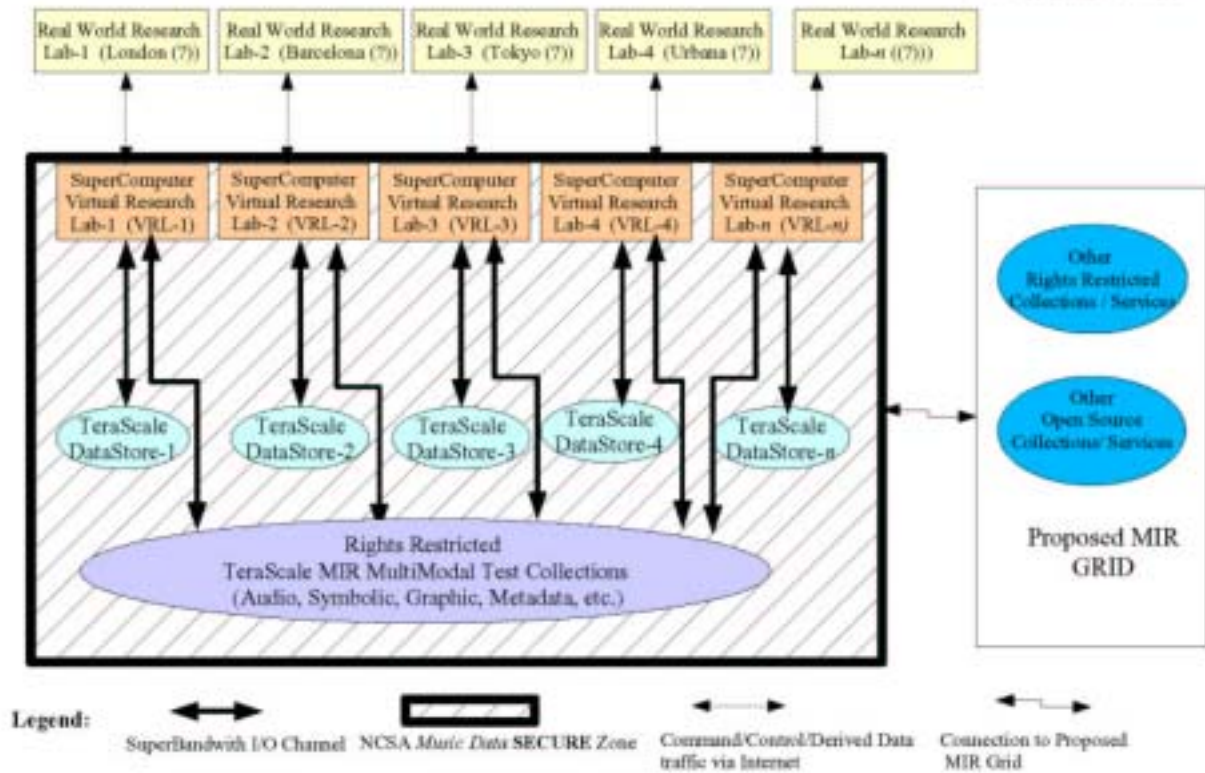 Real World Research
Lab-1 (London (?))
Real World Research
Lab-2 (Barcelona (?))
Real World Research
Lab-3 (Tokyo (?))
Real World Research
Lab-4 (Urbana (?))
Real World Research
Lab-n ((?)))
SuperComputer
Virtual Research
Lab-1 (VRL-1)
SuperComputer
Virtual Research
Lab-2 (VRL-2)
SuperComputer
Virtual Research
Lab-3 (VRL-3)
SuperComputer
Virtual Research
Lab-4 (VRL-4)
SuperComputer
Virtual Research
Lab-n (VRL-n)
Other
Rights Restricted
Collections / Services
Other
Open Source
Collections/ Services
Proposed MIR
GRID
TeraScale
DataStore-1
TeraScale
DataStore-2
TeraScale
DataStore-3
TeraScale
DataStore-4
TeraScale
DataStore-n
Rights Restricted
TeraScale MIR MultiModal Test Collections
(Audio, Symbolic, Graphic, Metadata, etc.)
Legend:
SuperBandwith I/O Channel
NCSA Music Data SECURE Zone
Command/Control/Derived Data
traffic via Internet
Connection to Proposed
MIR Grid